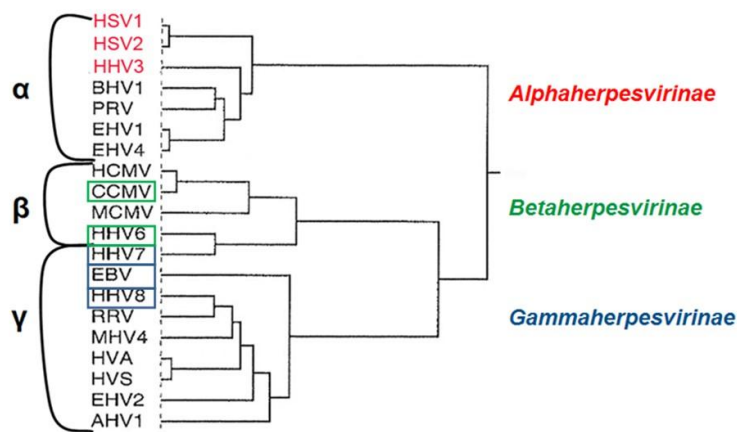 HSV1
HSV2
HHV3
BHV1
PRV
EHV1
EHV4
HCMV
CCMV
MCMV
HHV6
HHV7
EBV
HHV8
RRV
MHV4
HVA
HVS
EHV2
AHV1
α
β
γ
Alphaherpesvirinae
Betaherpesvirinae
Gammaherpesvirinae